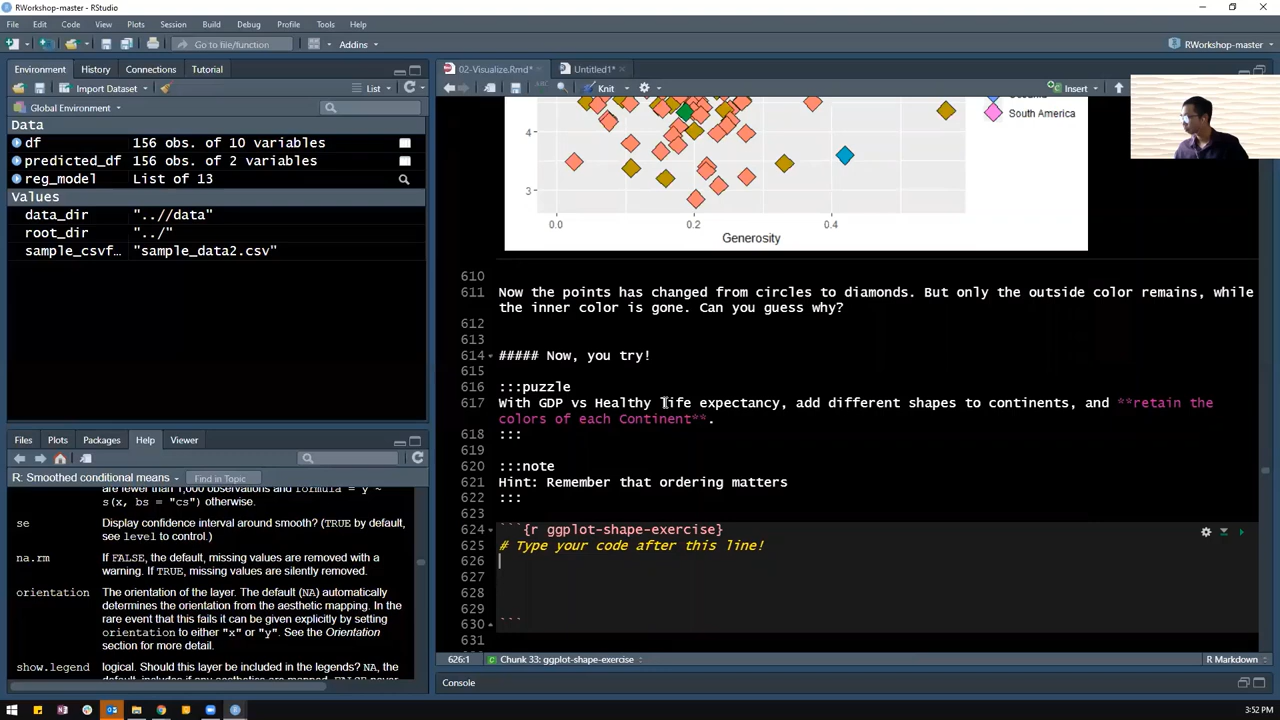 RWorkshop-master - RStudio
File Edit Code View Plots Session Build Debug Profile Tools Help
Go to file/function Addins RWorkshop-master
Environment History Connections Tutorial
02-Visualize.Rmd* Untitled1*
Import Dataset List
Knit Insert
Global Environment
Data
df 156 obs. of 10 variables
predicted_df 156 obs. of 2 variables
reg_model List of 13
Values
data_dir "..//data"
root_dir "../"
sample_csvf… "sample_data2.csv"
South America
4
3
0.0 0.2 0.4
Generosity
610
611 Now the points has changed from circles to diamonds. But only the outside color remains, while
the inner color is gone. Can you guess why?
612
613
614 ##### Now, you try!
615
616 :::puzzle
617 With GDP vs Healthy life expectancy, add different shapes to continents, and **retain the
colors of each Continent**.
618 :::
619
620 :::note
621 Hint: Remember that ordering matters
622 :::
623
624 ```{r ggplot-shape-exercise}
625 # Type your code after this line!
626
627
628
629
630 ```
631
626:1 Chunk 33: ggplot-shape-exercise R Markdown
Console
Files Plots Packages Help Viewer
R: Smoothed conditional means Find in Topic
are fewer than 1,000 observations and formula = y ~
s(x, bs = "cs") otherwise.
se Display confidence interval around smooth? (TRUE by default,
see level to control.)
na.rm If FALSE, the default, missing values are removed with a
warning. If TRUE, missing values are silently removed.
orientation The orientation of the layer. The default (NA) automatically
determines the orientation from the aesthetic mapping. In the
rare event that this fails it can be given explicitly by setting
orientation to either "x" or "y". See the Orientation
section for more detail.
show.legend logical. Should this layer be included in the legends? NA, the
3:52 PM